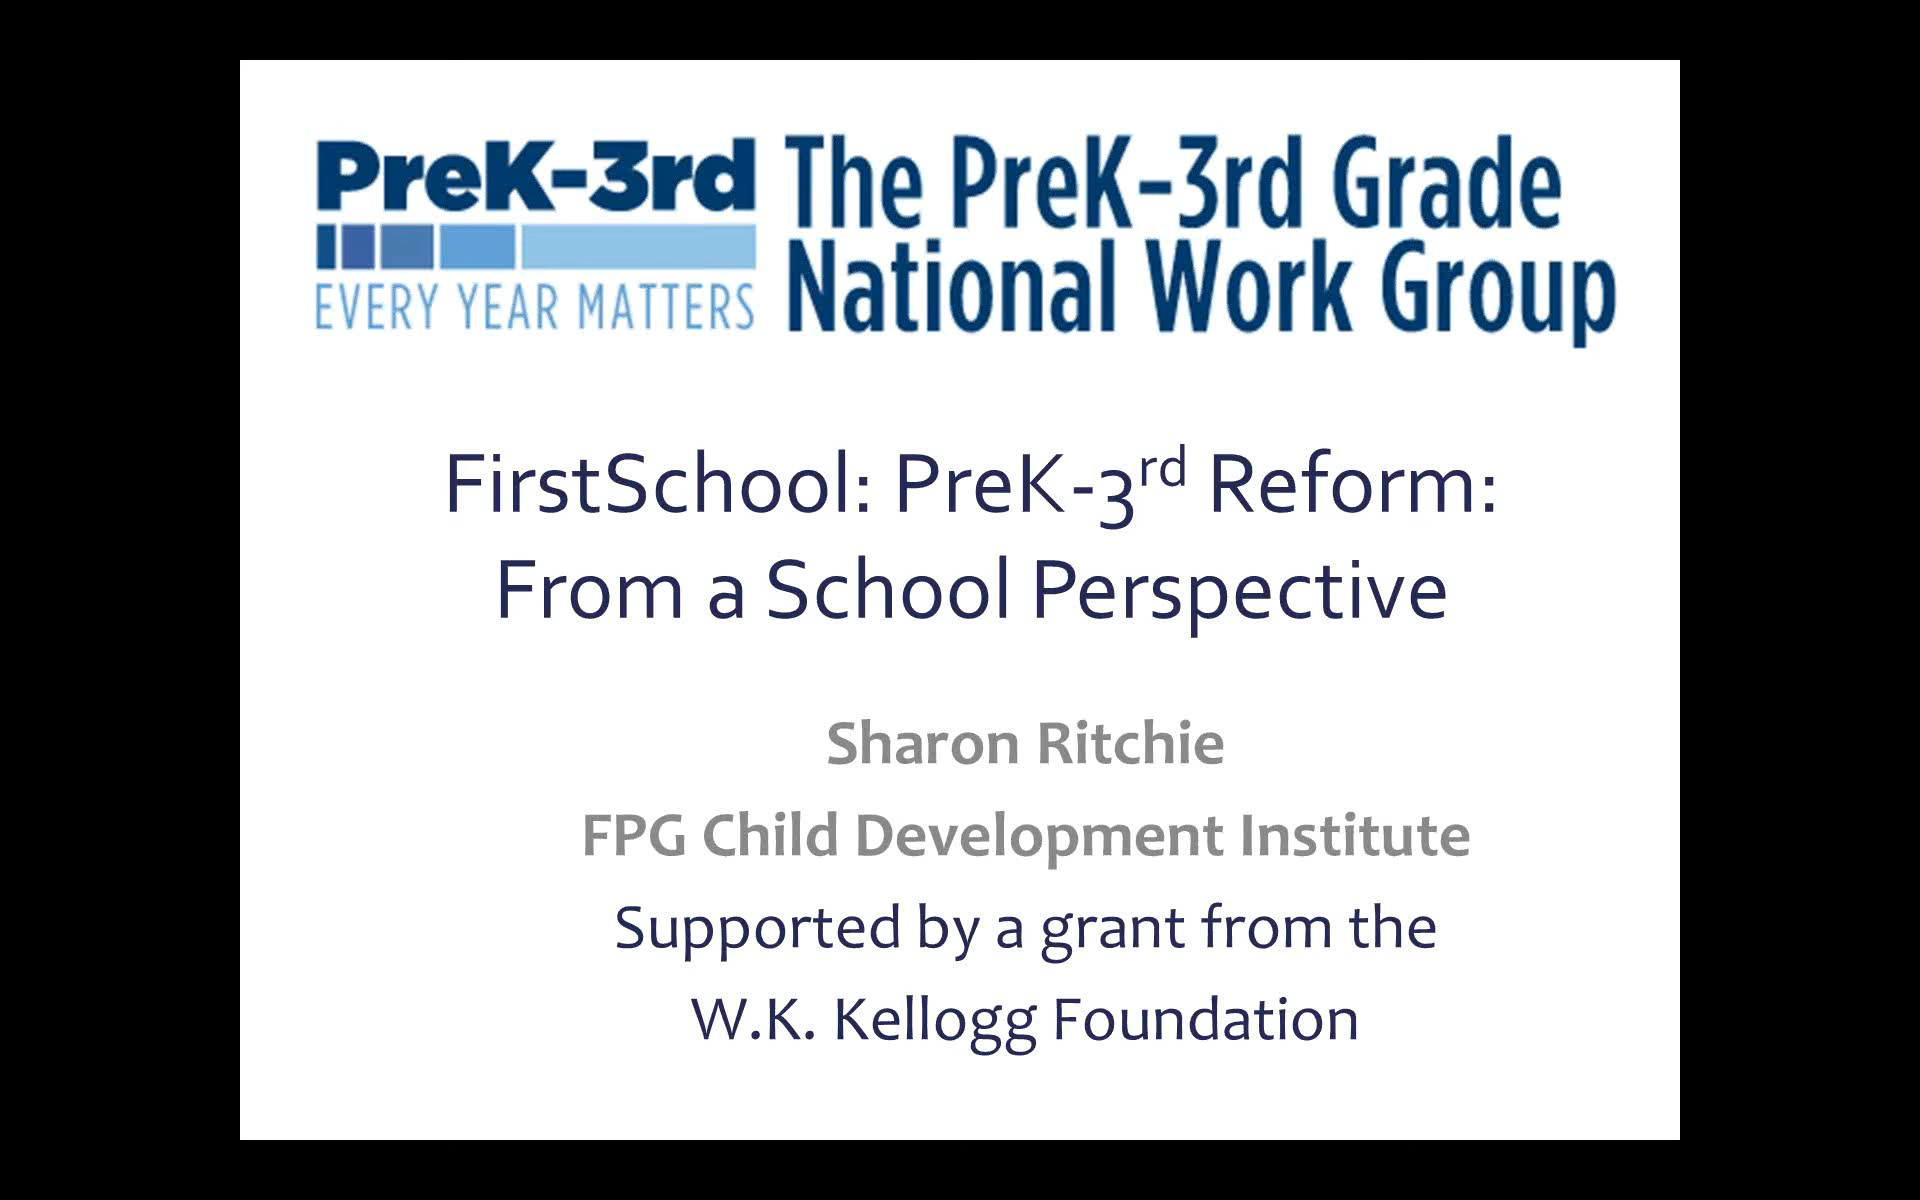 PreK-3rd
EVERY YEAR MATTERS
The PreK-3rd Grade
National Work Group
FirstSchool: PreK-3rd Reform:
From a School Perspective
Sharon Ritchie
FPG Child Development Institute
Supported by a grant from the
W.K. Kellogg Foundation